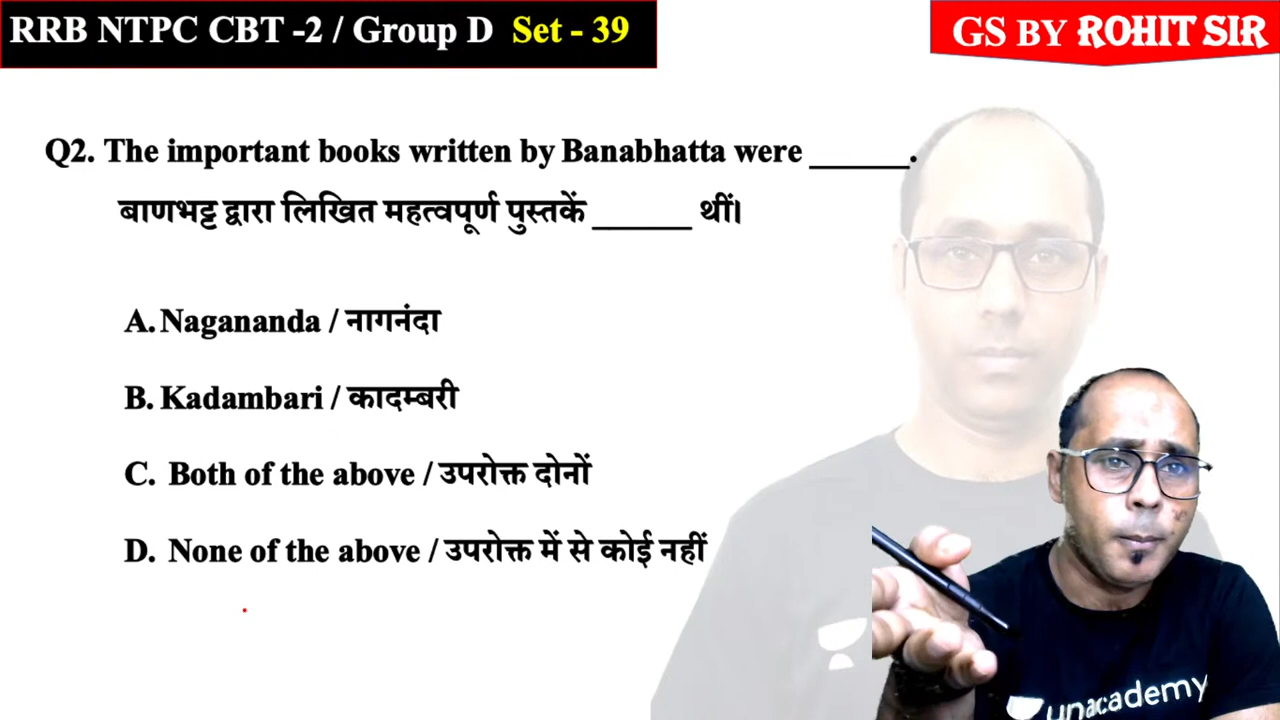 RRB NTPC CBT -2 / Group D Set - 39
GS BY ROHIT SIR
Q2. The important books written by Banabhatta were ______.
बाणभट्ट द्वारा लिखित महत्वपूर्ण पुस्तकें ______ थीं।
A. Nagananda / नागनंदा
B. Kadambari / कादम्बरी
C. Both of the above / उपरोक्त दोनों
D. None of the above / उपरोक्त में से कोई नहीं
unacademy